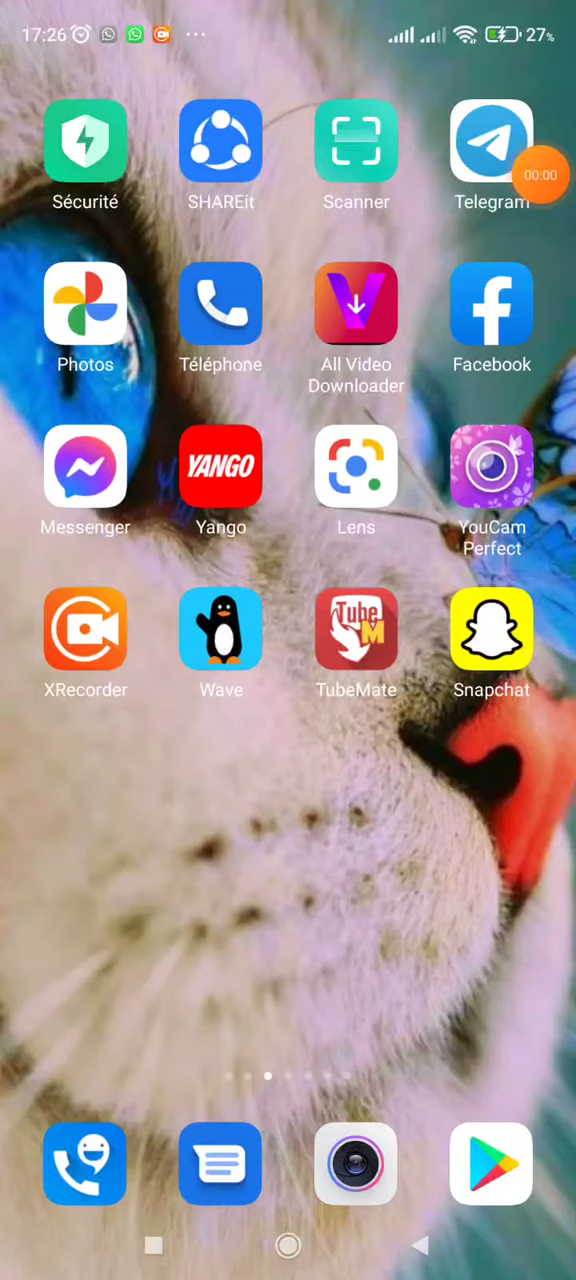 17:26 ... 27%
Sécurité SHAREit Scanner Telegram
00:00
Photos Téléphone All Video Downloader Facebook
YANGO
Messenger Yango Lens YouCam Perfect
Tube
M
XRecorder Wave TubeMate Snapchat